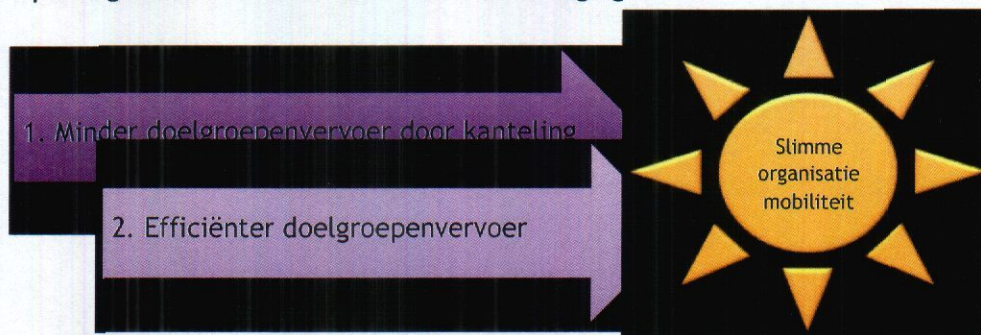 1. Minder doelgroepenvervoer door kanteling
2. Efficiënter doelgroepenvervoer
Slimme
organisatie
mobiliteit